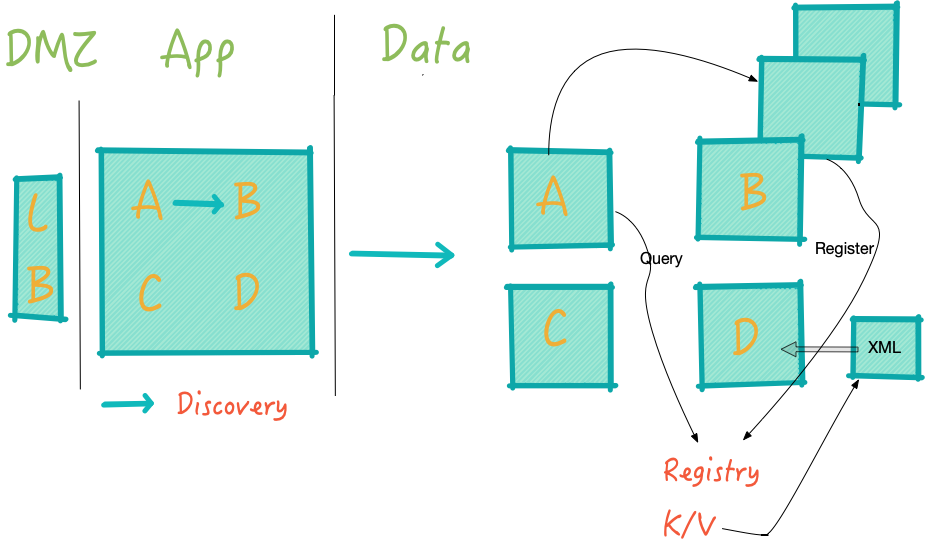 DMZ App Data
L
B
A B
C D
Discovery
A B
Query Register
C D XML
Registry
K/V